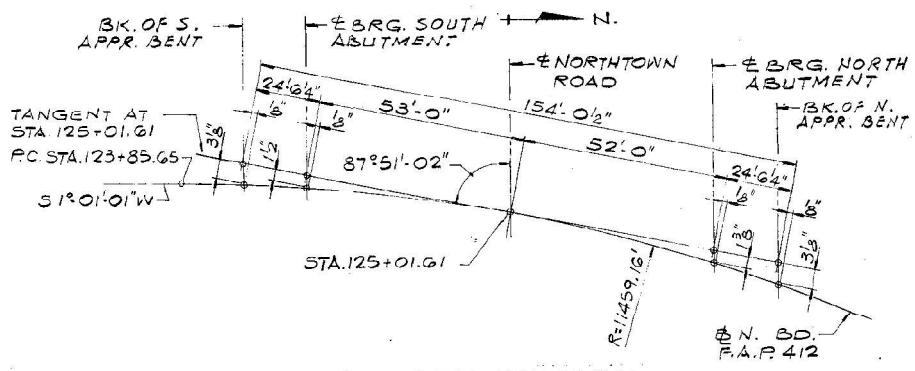 BK. OF S.
APPR. BENT
℄ BRG. SOUTH
ABUTMENT
N.
℄ NORTHTOWN
ROAD
℄ BRG. NORTH
ABUTMENT
BK. OF N.
APPR. BENT
24'-6¼"
⅛"
53'-0"
⅛"
154'-0½"
52'-0"
24'-6¼"
⅛"
⅛"
TANGENT AT
STA. 125+01.61
P.C. STA. 123+85.65
S 1°-01'-01" W
3⅛"
1½"
87°51'-02"
STA. 125+01.61
R=11459.16'
1⅜"
3⅛"
℄ N. BD.
F.A.P. 412